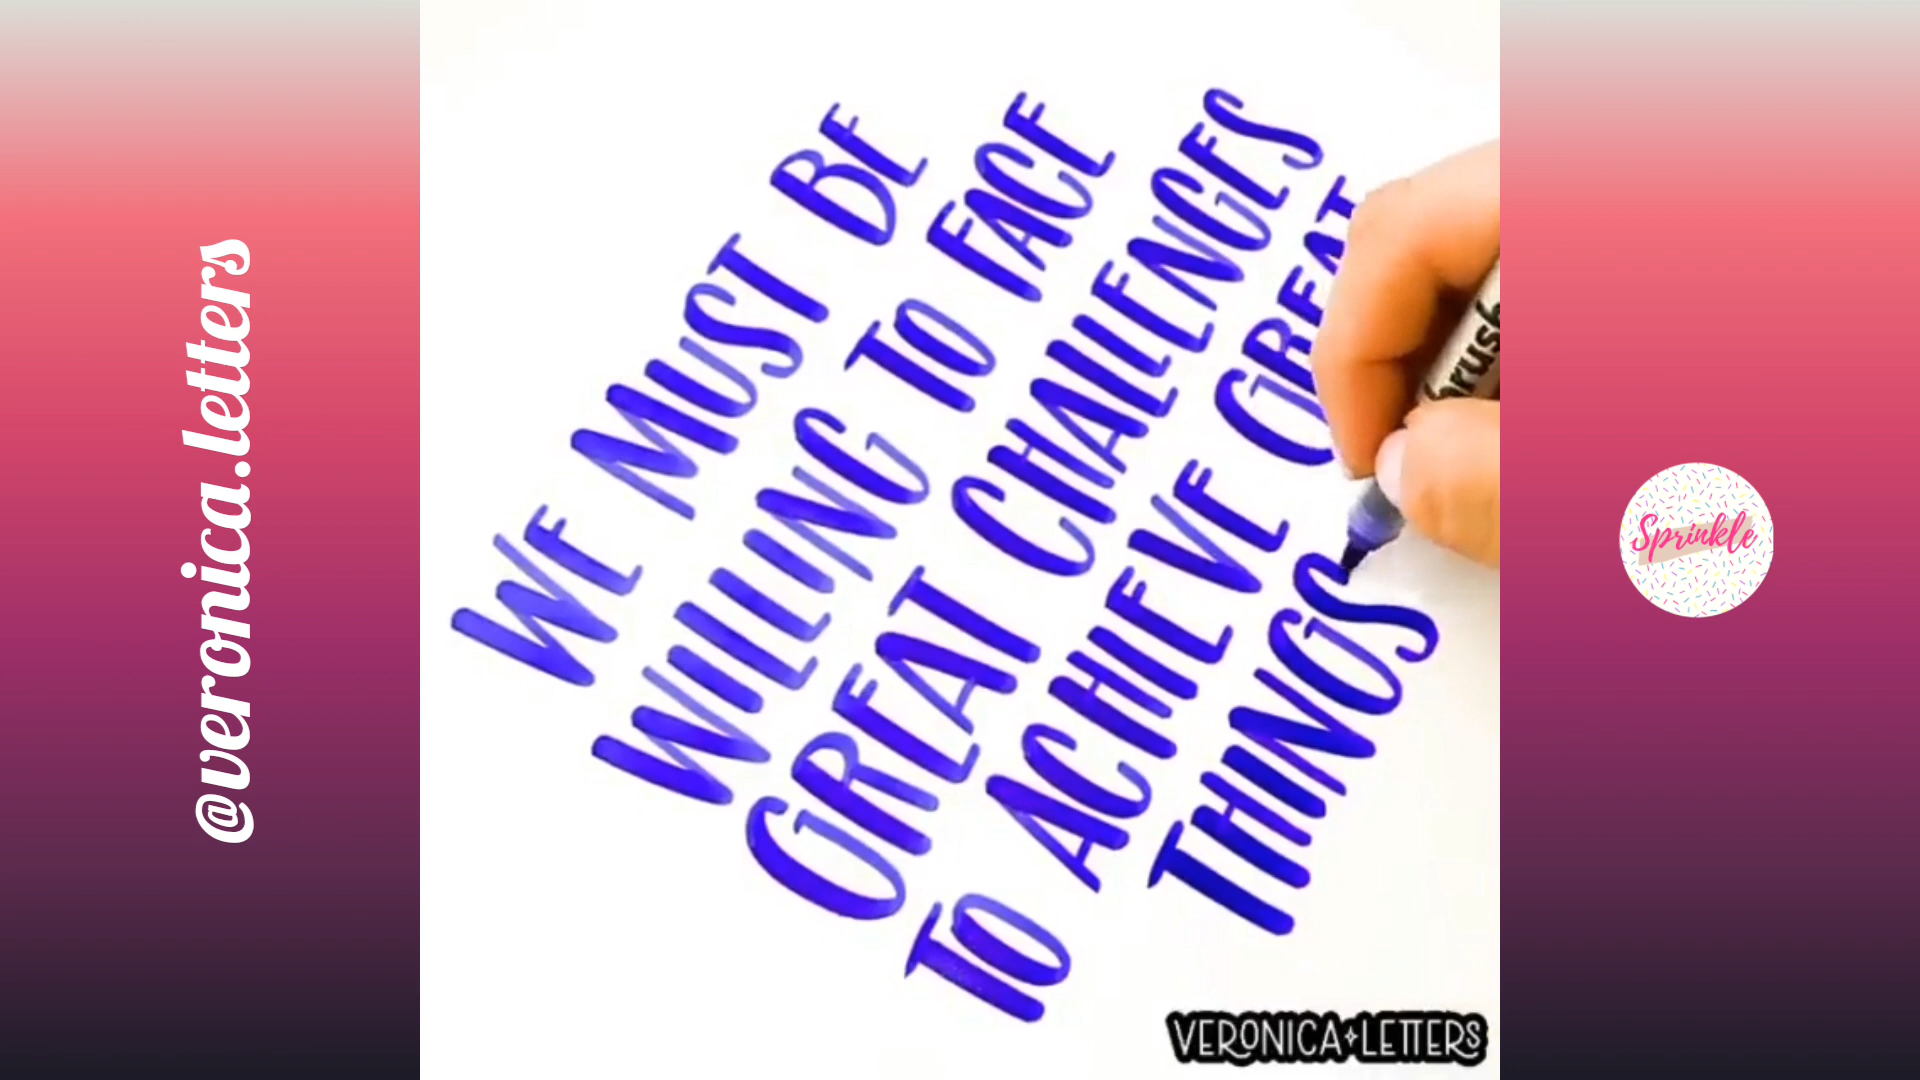 @veronica.letters
WE MUST BE
WILLING TO FACE
GREAT CHALLENGES
TO ACHIEVE GREAT
THINGS
brush
Sprinkle
VERONICA LETTERS